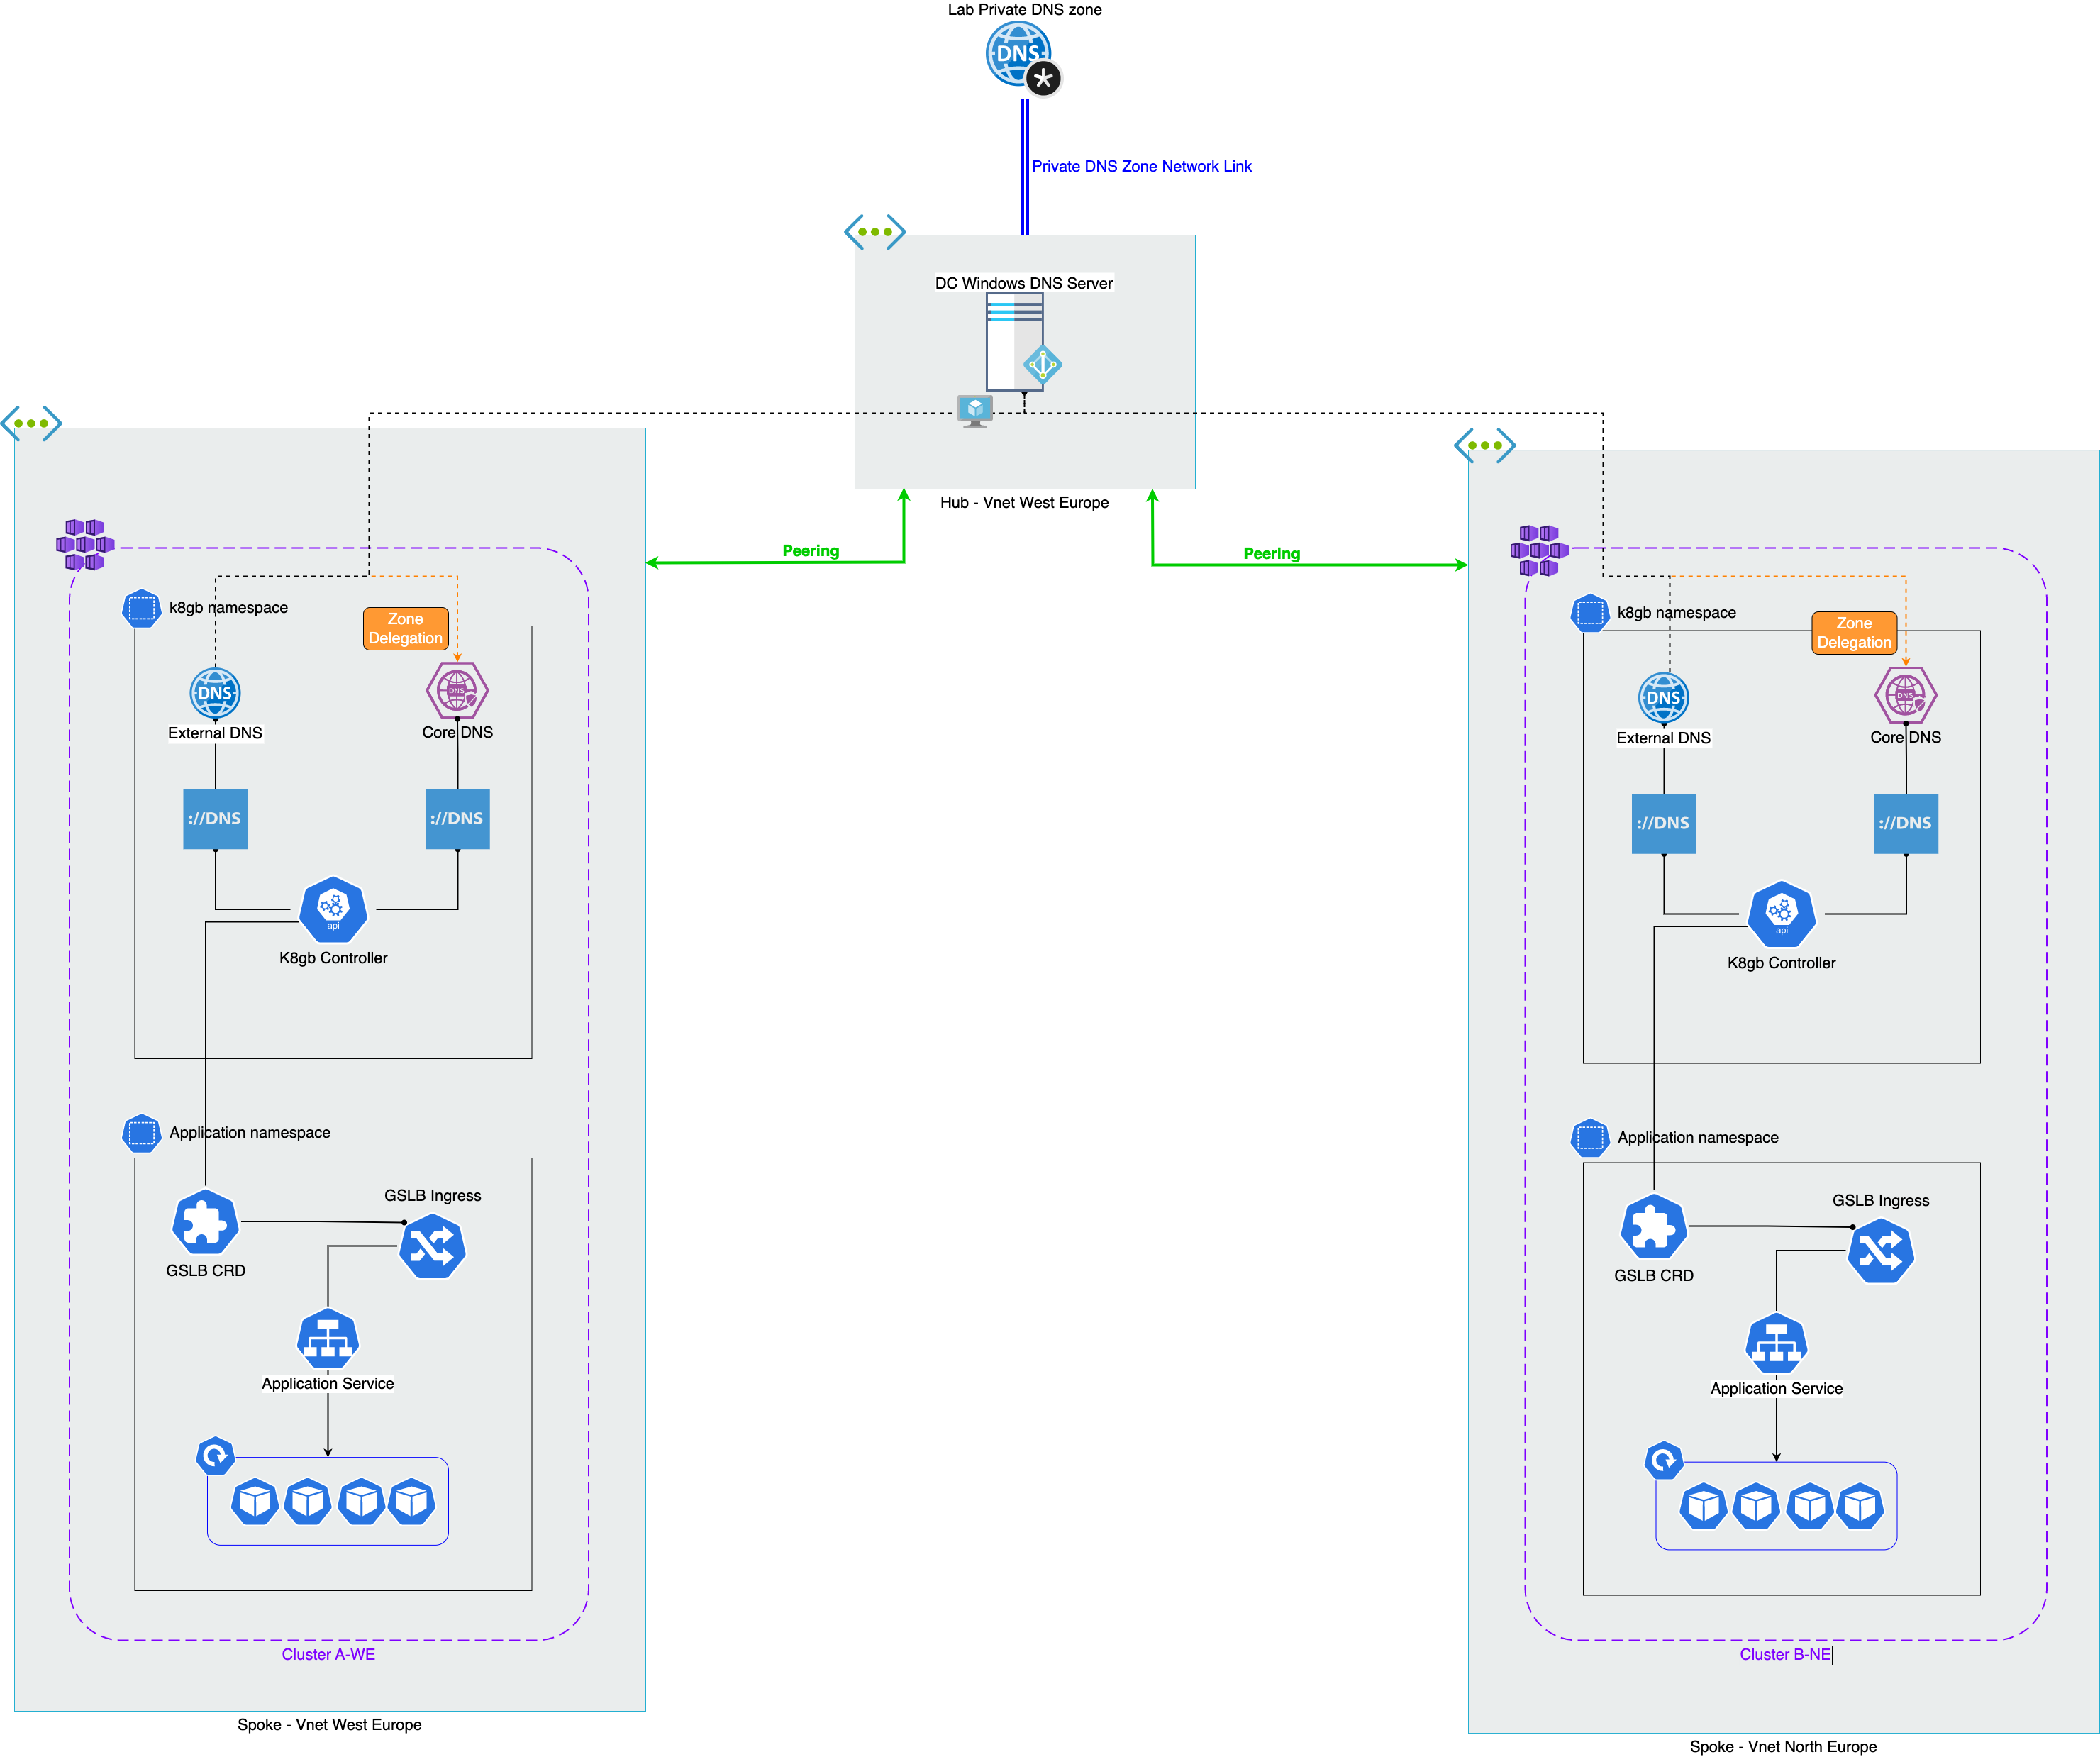 Lab Private DNS zone
DNS
Private DNS Zone Network Link
DC Windows DNS Server
Hub - Vnet West Europe
Peering
Peering
k8gb namespace
Zone
Delegation
DNS
DNS
External DNS
Core DNS
://DNS
://DNS
api
K8gb Controller
Application namespace
GSLB Ingress
GSLB CRD
Application Service
Cluster A-WE
Spoke - Vnet West Europe
k8gb namespace
Zone
Delegation
DNS
DNS
External DNS
Core DNS
://DNS
://DNS
api
K8gb Controller
Application namespace
GSLB Ingress
GSLB CRD
Application Service
Cluster B-NE
Spoke - Vnet North Europe